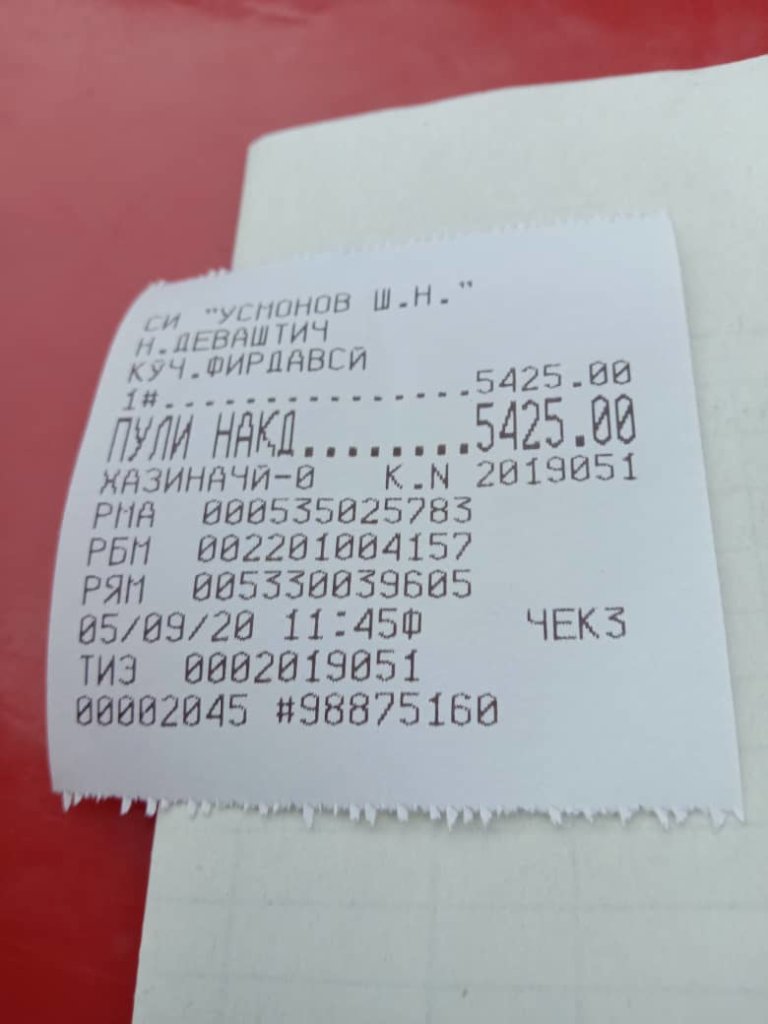 СИ "УСМОНОВ Ш.Н."
Н.ДЕВАШТИЧ
КӮЧ.ФИРДАВСӢ
1#...............5425.00
ПУЛИ НАҚД........5425.00
ХАЗИНАЧӢ-0 К.N 2019051
РМА 000535025783
РБМ 002201004157
РЯМ 005330039605
05/09/20 11:45Ф ЧЕК3
ТИЭ 0002019051
00002045 #98875160